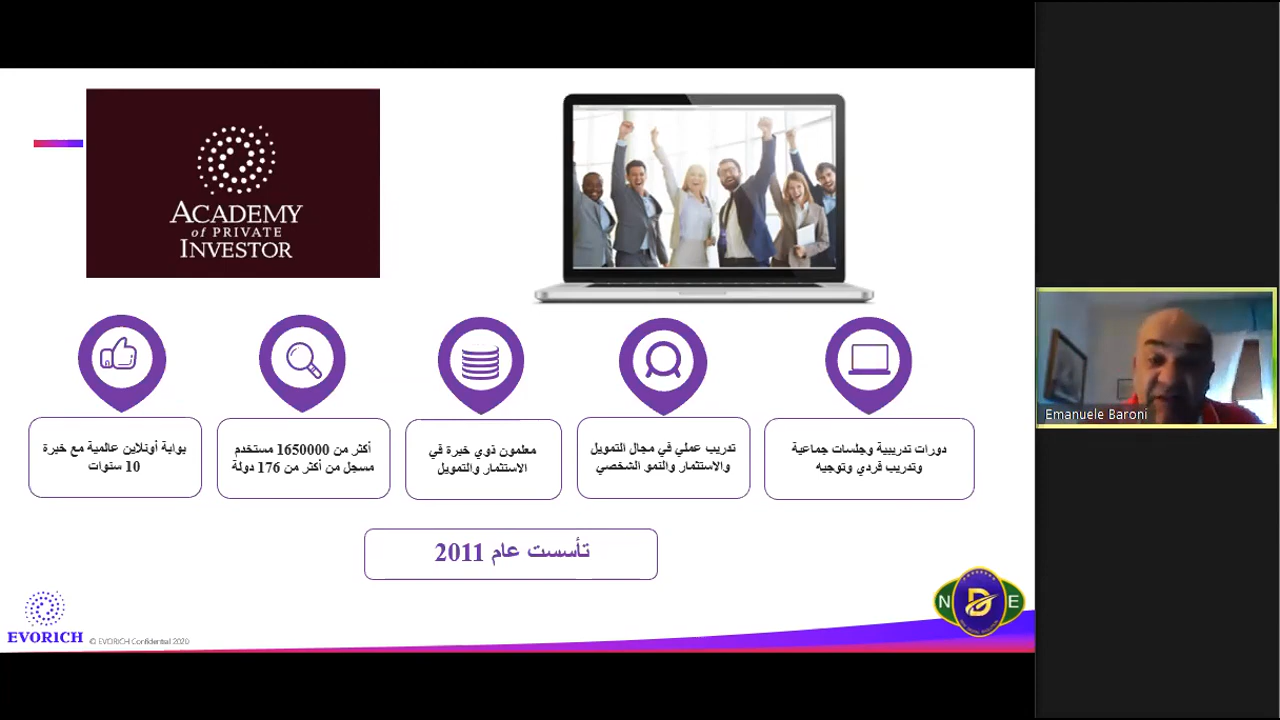 ACADEMY
of PRIVATE
INVESTOR
دورات تدريبية وجلسات جماعية
وتدريب فردي وتوجيه
تدريب عملي في مجال التمويل
والاستثمار والنمو الشخصي
معلمون ذوي خبرة في
الاستثمار والتمويل
أكثر من 1650000 مستخدم
مسجل من أكثر من 176 دولة
بوابة أونلاين عالمية مع خبرة
10 سنوات
تأسست عام 2011
EVORICH
© EVORICH Confidential 2020
N D E
Emanuele Baroni